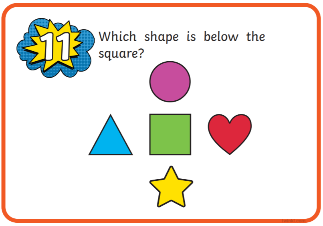 11
Which shape is below the
square?